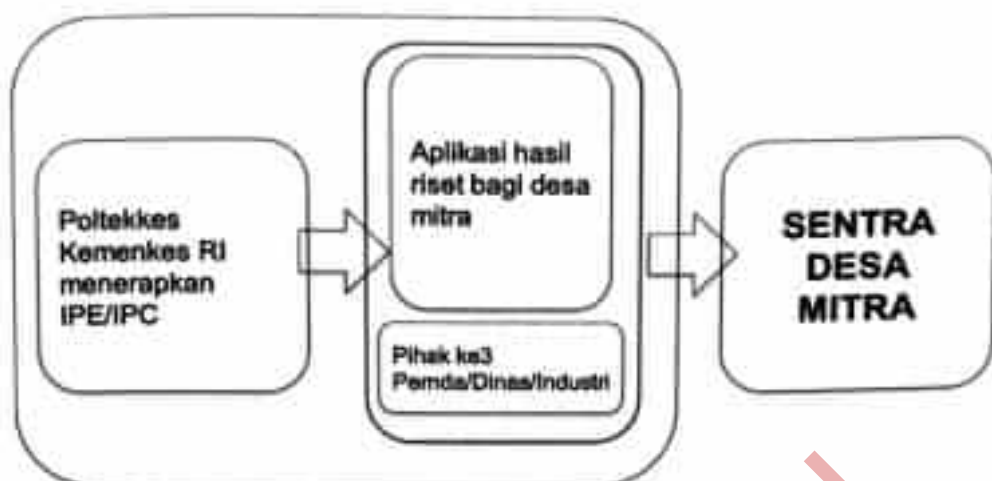 Poltekkes
Kemenkes RI
menerapkan
IPE/IPC
Aplikasi hasil
riset bagi desa
mitra
Pihak ke3
Pemda/Dinas/Industri
SENTRA
DESA
MITRA